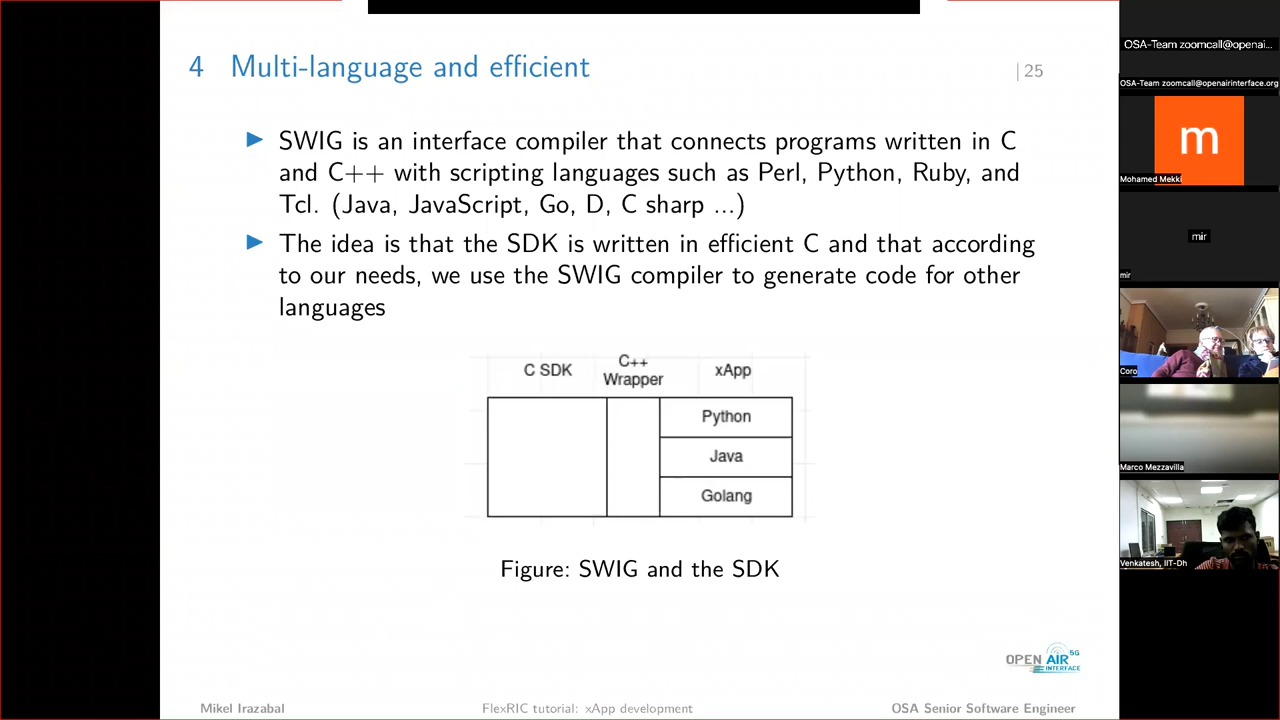 4 Multi-language and efficient
| 25
SWIG is an interface compiler that connects programs written in C
and C++ with scripting languages such as Perl, Python, Ruby, and
Tcl. (Java, JavaScript, Go, D, C sharp ...)
The idea is that the SDK is written in efficient C and that according
to our needs, we use the SWIG compiler to generate code for other
languages
C SDK
C++
Wrapper
xApp
Python
Java
Golang
Figure: SWIG and the SDK
OPEN AIR 5G
INTERFACE
Mikel Irazabal
FlexRIC tutorial: xApp development
OSA Senior Software Engineer
OSA-Team zoomcall@openai...
OSA-Team zoomcall@openairinterface.org
m
Mohamed Mekki
mir
mir
Coro
Marco Mezzavilla
Venkatesh, IIT-Dh